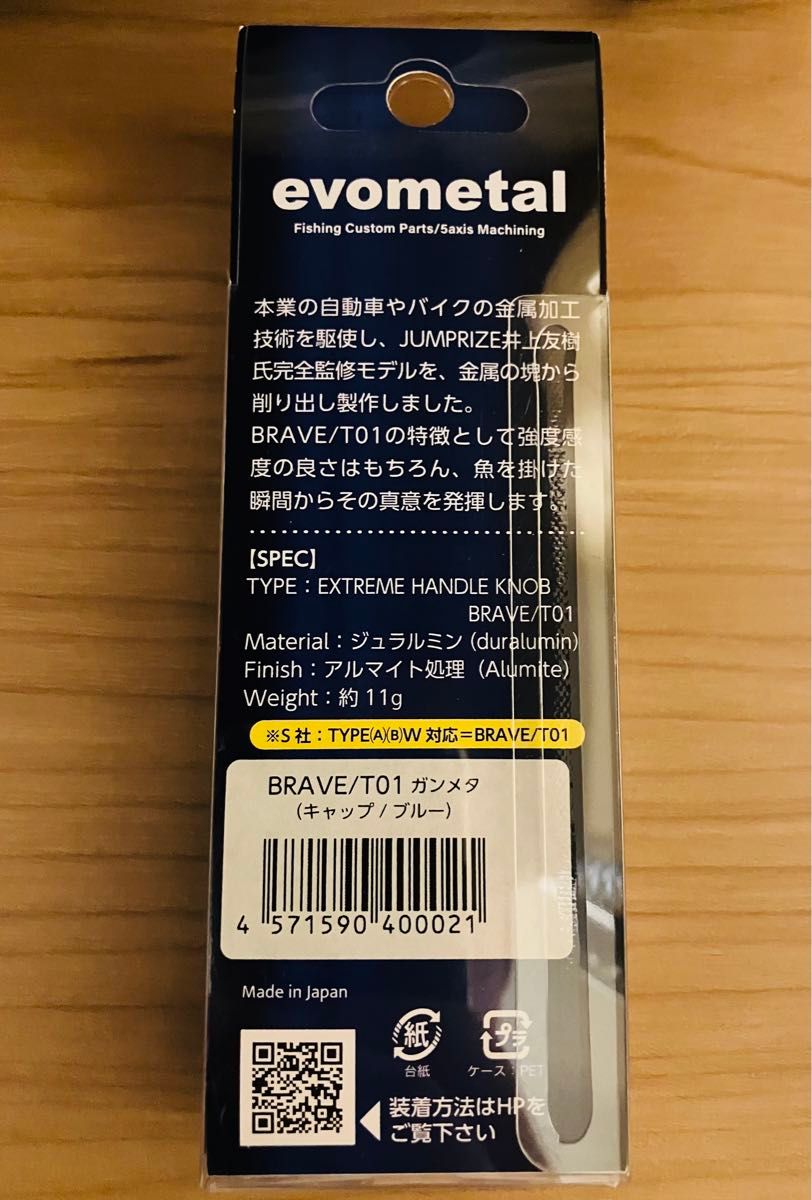 evometal
Fishing Custom Parts/5axis Machining
本業の自動車やバイクの金属加工
技術を駆使し、JUMPRIZE井上友樹
氏完全監修モデルを、金属の塊から
削り出し製作しました。
BRAVE/T01の特徴として強度感
度の良さはもちろん、魚を掛けた
瞬間からその真意を発揮します。
【SPEC】
TYPE：EXTREME HANDLE KNOB
BRAVE/T01
Material：ジュラルミン (duralumin)
Finish：アルマイト処理（Alumite）
Weight：約 11g
※S 社：TYPE(A)(B)W 対応＝BRAVE/T01
BRAVE/T01 ガンメタ
（キャップ / ブルー）
4 571590 400021
Made in Japan
紙 プラ
台紙 ケース：PET
装着方法はHPを
ご覧下さい